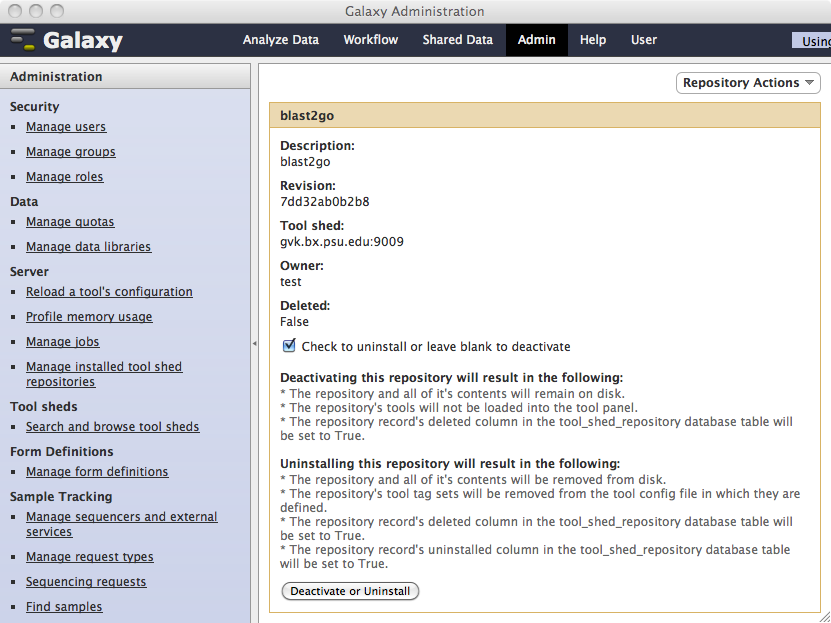 Galaxy Administration
Galaxy
Analyze Data
Workflow
Shared Data
Admin
Help
User
Using
Administration
Security
Manage users
Manage groups
Manage roles
Data
Manage quotas
Manage data libraries
Server
Reload a tool's configuration
Profile memory usage
Manage jobs
Manage installed tool shed
repositories
Tool sheds
Search and browse tool sheds
Form Definitions
Manage form definitions
Sample Tracking
Manage sequencers and external
services
Manage request types
Sequencing requests
Find samples
Repository Actions
blast2go
Description:
blast2go
Revision:
7dd32ab0b2b8
Tool shed:
gvk.bx.psu.edu:9009
Owner:
test
Deleted:
False
Check to uninstall or leave blank to deactivate
Deactivating this repository will result in the following:
* The repository and all of it's contents will remain on disk.
* The repository's tools will not be loaded into the tool panel.
* The repository record's deleted column in the tool_shed_repository database table will
be set to True.
Uninstalling this repository will result in the following:
* The repository and all of it's contents will be removed from disk.
* The repository's tool tag sets will be removed from the tool config file in which they are
defined.
* The repository record's deleted column in the tool_shed_repository database table will
be set to True.
* The repository record's uninstalled column in the tool_shed_repository database table
will be set to True.
Deactivate or Uninstall